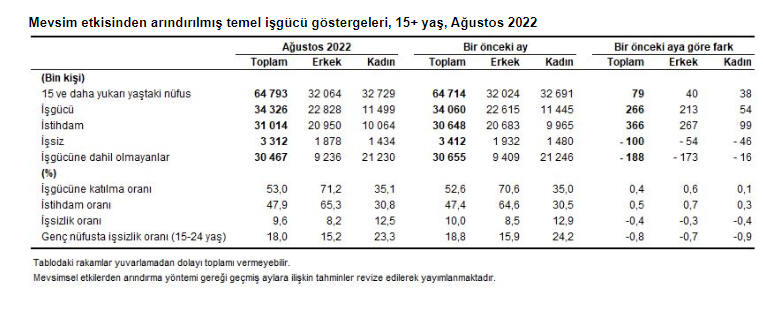 Mevsim etkisinden arındırılmış temel işgücü göstergeleri, 15+ yaş, Ağustos 2022
Ağustos 2022 Bir önceki ay Bir önceki aya göre fark
Toplam Erkek Kadın Toplam Erkek Kadın Toplam Erkek Kadın
(Bin kişi)
15 ve daha yukarı yaştaki nüfus 64 793 32 064 32 729 64 714 32 024 32 691 79 40 38
İşgücü 34 326 22 828 11 499 34 060 22 615 11 445 266 213 54
İstihdam 31 014 20 950 10 064 30 648 20 683 9 965 366 267 99
İşsiz 3 312 1 878 1 434 3 412 1 932 1 480 - 100 - 54 - 46
İşgücüne dahil olmayanlar 30 467 9 236 21 230 30 655 9 409 21 246 - 188 - 173 - 16
(%)
İşgücüne katılma oranı 53,0 71,2 35,1 52,6 70,6 35,0 0,4 0,6 0,1
İstihdam oranı 47,9 65,3 30,8 47,4 64,6 30,5 0,5 0,7 0,3
İşsizlik oranı 9,6 8,2 12,5 10,0 8,5 12,9 -0,4 -0,3 -0,4
Genç nüfusta işsizlik oranı (15-24 yaş) 18,0 15,2 23,3 18,8 15,9 24,2 -0,8 -0,7 -0,9
Tablodaki rakamlar yuvarlamadan dolayı toplamı vermeyebilir.
Mevsimsel etkilerden arındırma yöntemi gereği geçmiş aylara ilişkin tahminler revize edilerek yayımlanmaktadır.